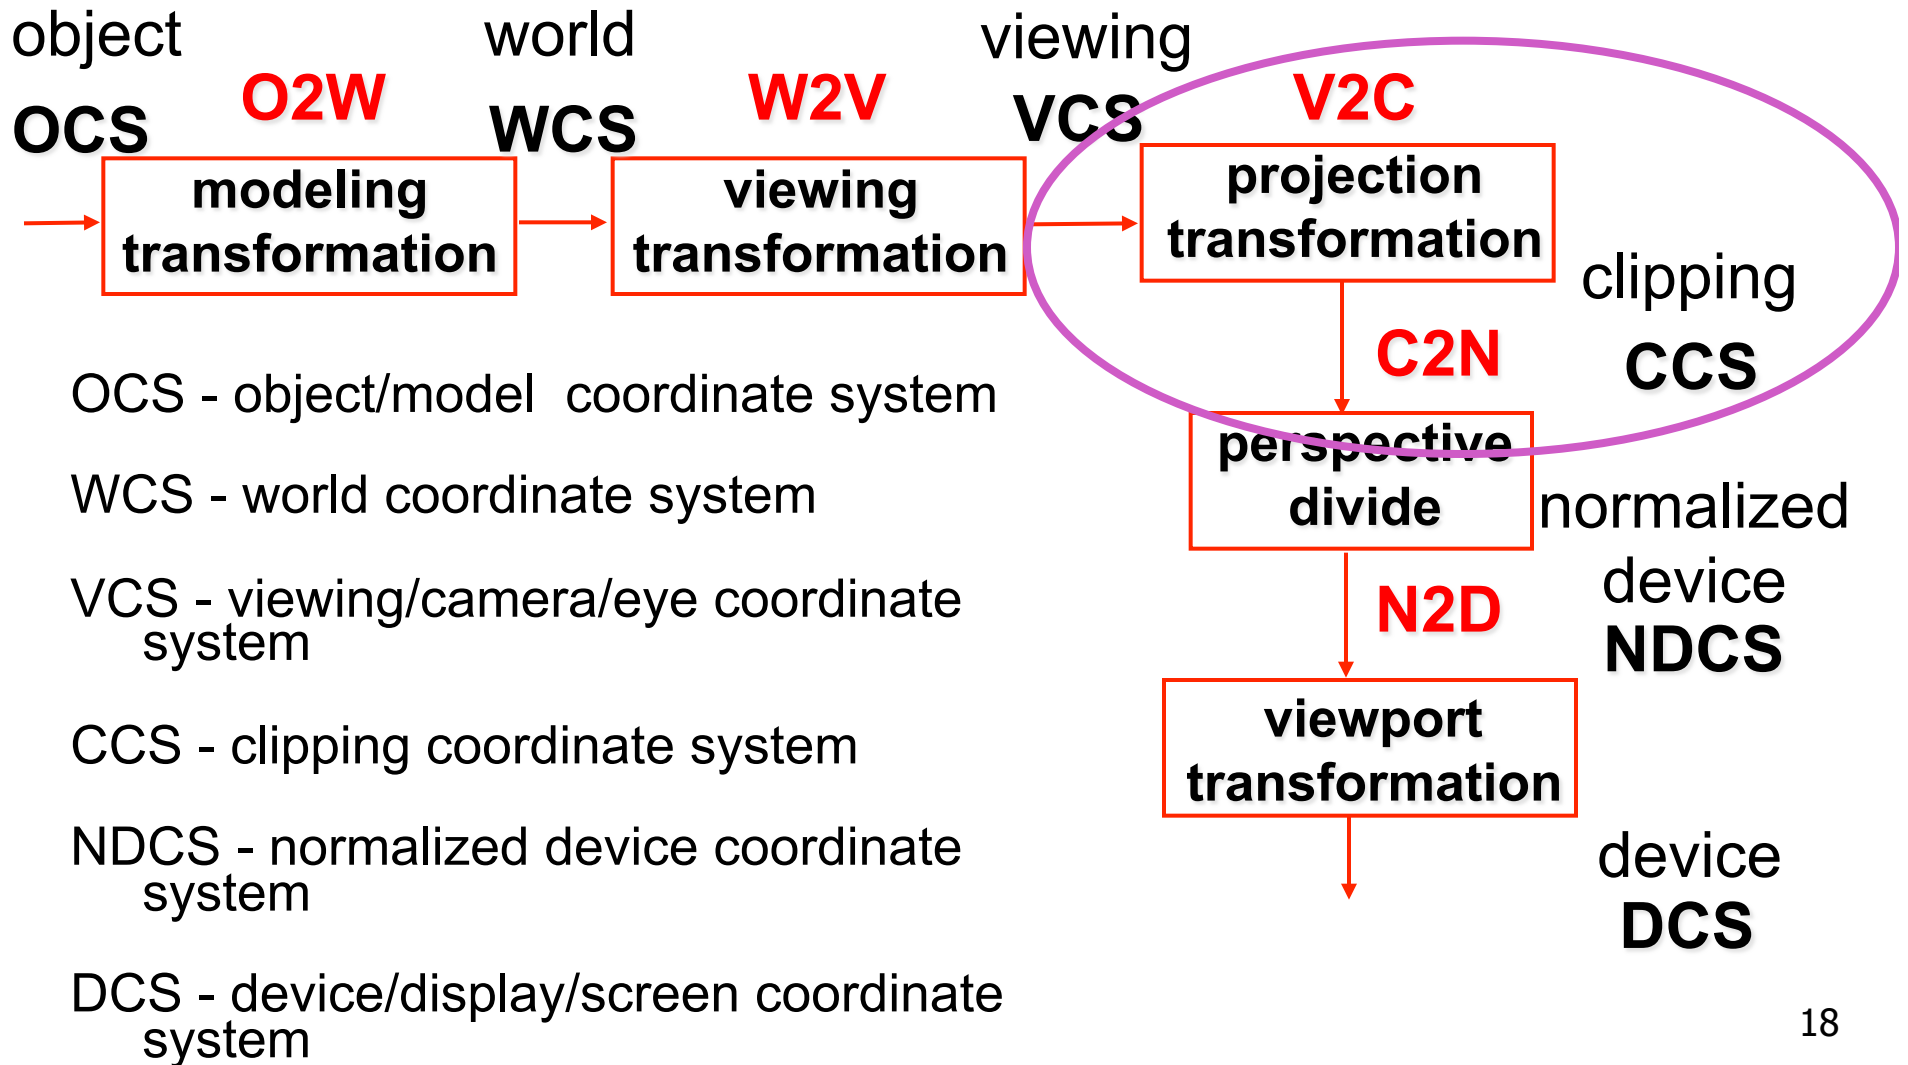 object
OCS
O2W
world
WCS
W2V
viewing
VCS
V2C
modeling
transformation
viewing
transformation
projection
transformation
clipping
CCS
C2N
perspective
divide
normalized
device
NDCS
N2D
viewport
transformation
device
DCS
OCS - object/model  coordinate system
WCS - world coordinate system
VCS - viewing/camera/eye coordinate
system
CCS - clipping coordinate system
NDCS - normalized device coordinate
system
DCS - device/display/screen coordinate
system
18